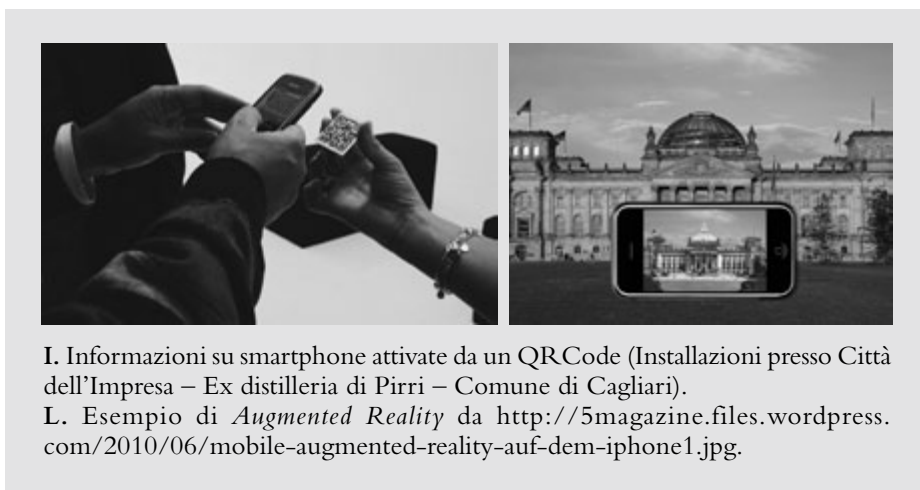 I. Informazioni su smartphone attivate da un QRCode (Installazioni presso Città
dell'Impresa – Ex distilleria di Pirri – Comune di Cagliari).
L. Esempio di Augmented Reality da http://5magazine.files.wordpress.
com/2010/06/mobile-augmented-reality-auf-dem-iphone1.jpg.